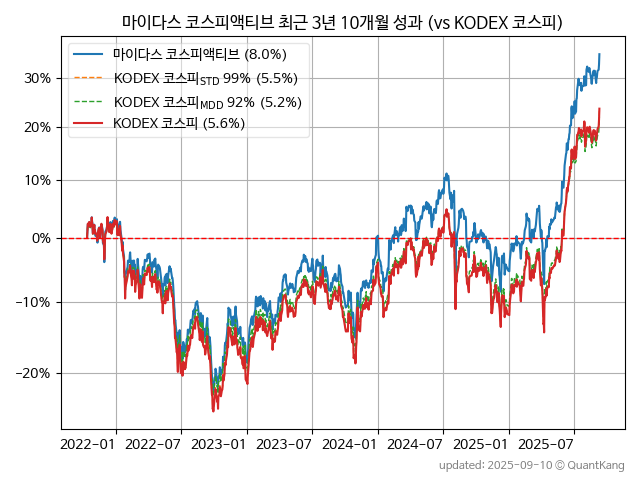 마이다스 코스피액티브 최근 3년 10개월 성과 (vs KODEX 코스피)
마이다스 코스피액티브 (8.0%)
KODEX 코스피STD 99% (5.5%)
KODEX 코스피MDD 92% (5.2%)
KODEX 코스피 (5.6%)
30%
20%
10%
0%
−10%
−20%
2022-01 2022-07 2023-01 2023-07 2024-01 2024-07 2025-01 2025-07
updated: 2025-09-10 © QuantKang